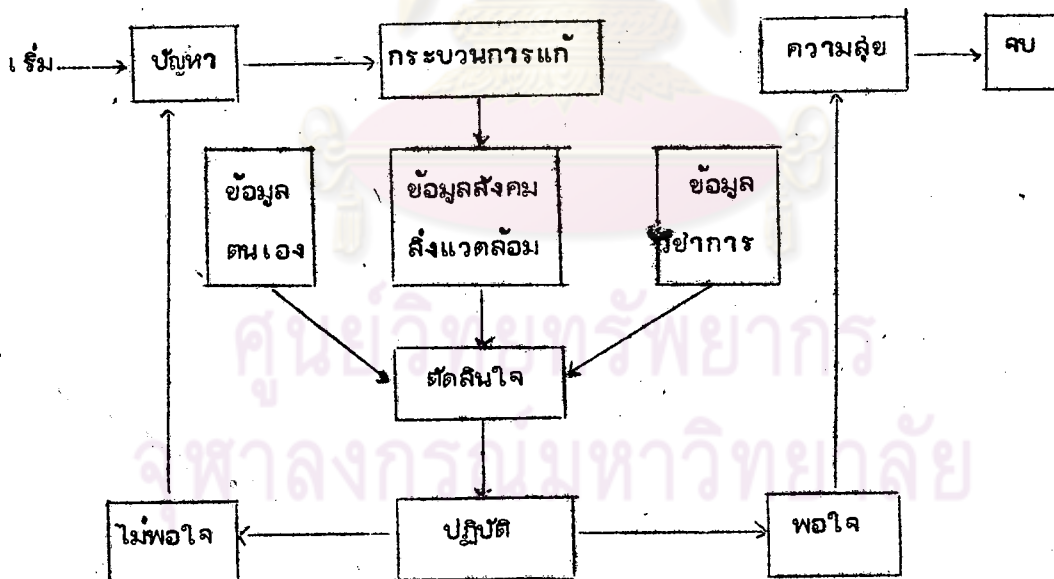 เริ่ม
ปัญหา
กระบวนการแก้
ความสุข
จบ
ข้อมูล
ตนเอง
ข้อมูลสังคม
สิ่งแวดล้อม
ข้อมูล
วิชาการ
ตัดสินใจ
ไม่พอใจ
ปฏิบัติ
พอใจ
ศูนย์วิทยทรัพยากร
จุฬาลงกรณ์มหาวิทยาลัย